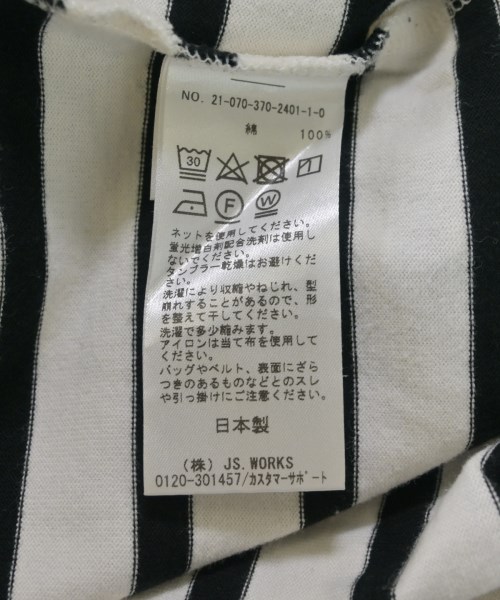 NO. 21-070-370-2401-1-0
綿 100%
30
F W
ネットを使用してください。
蛍光増白剤配合洗剤は使用し
ないでください。
タンブラー乾燥はお避けくだ
さい。
洗濯により収縮やねじれ、型
崩れすることがあるので、形
を整えて干してください。
洗濯で多少縮みます。
アイロンは当て布を使用して
ください。
バッグやベルト、表面にざら
つきのあるものなどとのスレ
や引っ掛けにご注意ください。
日本製
(株) JS.WORKS
0120-301457/カスタマーサポート